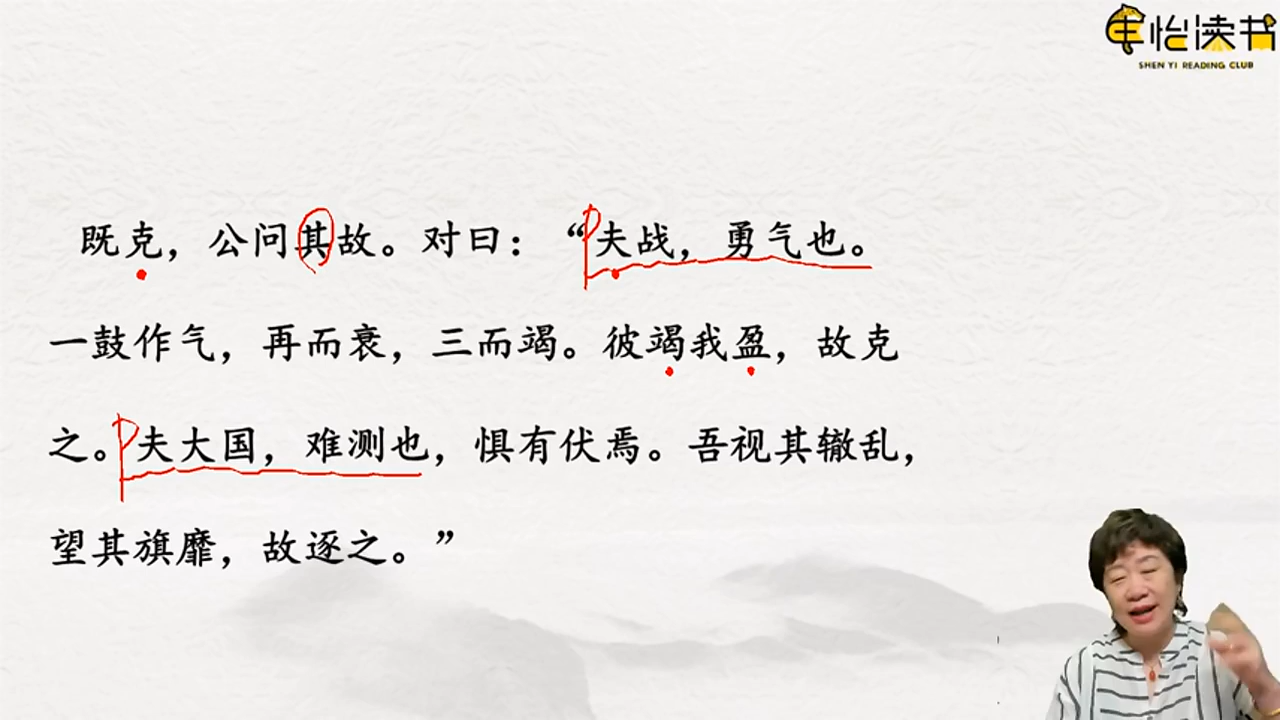 申怡读书
SHEN YI READING CLUB
既克，公问其故。对曰：“夫战，勇气也。
一鼓作气，再而衰，三而竭。彼竭我盈，故克
之。夫大国，难测也，惧有伏焉。吾视其辙乱，
望其旗靡，故逐之。”